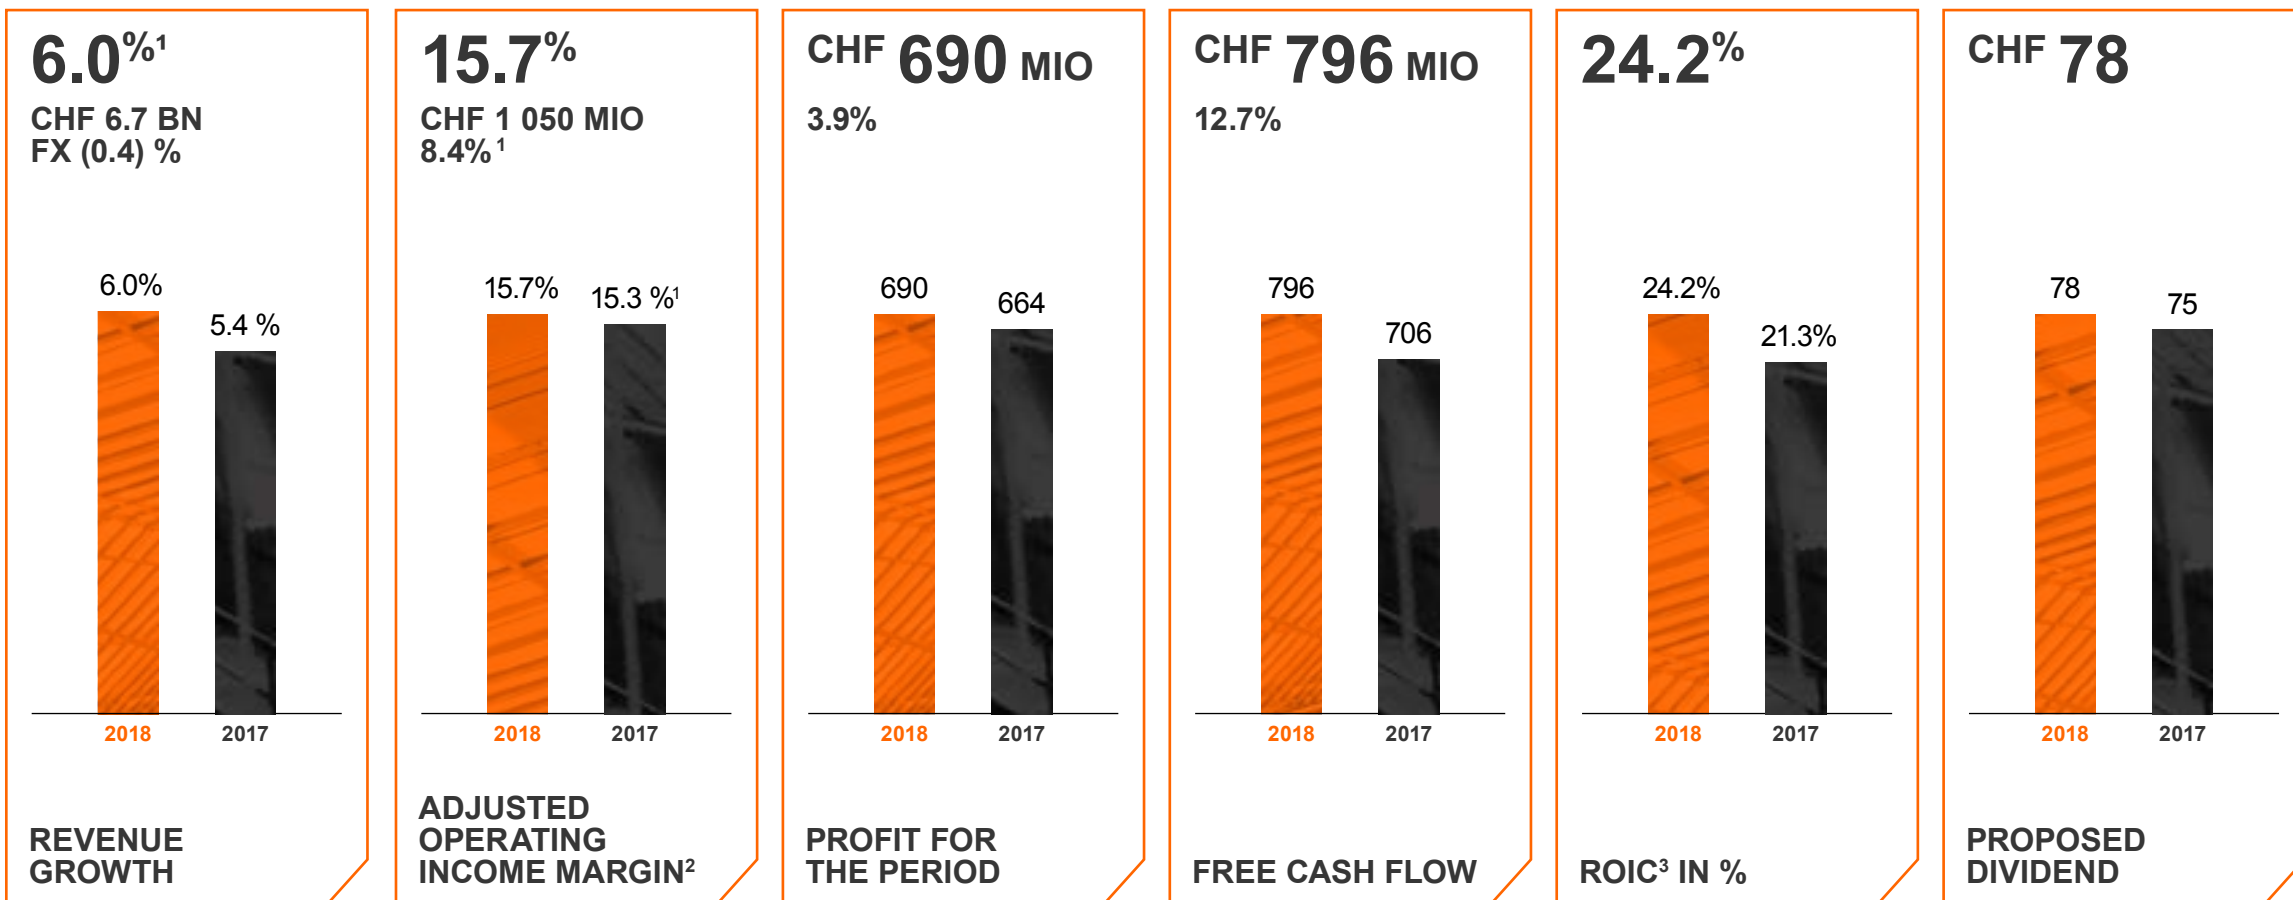 6.0%¹
CHF 6.7 BN
FX (0.4) %
6.0%
5.4 %
2018
2017
REVENUE
GROWTH
15.7%
CHF 1 050 MIO
8.4%¹
15.7%
15.3 %¹
2018
2017
ADJUSTED
OPERATING
INCOME MARGIN²
CHF 690 MIO
3.9%
690
664
2018
2017
PROFIT FOR
THE PERIOD
CHF 796 MIO
12.7%
796
706
2018
2017
FREE CASH FLOW
24.2%
24.2%
21.3%
2018
2017
ROIC³ IN %
CHF 78
78
75
2018
2017
PROPOSED
DIVIDEND